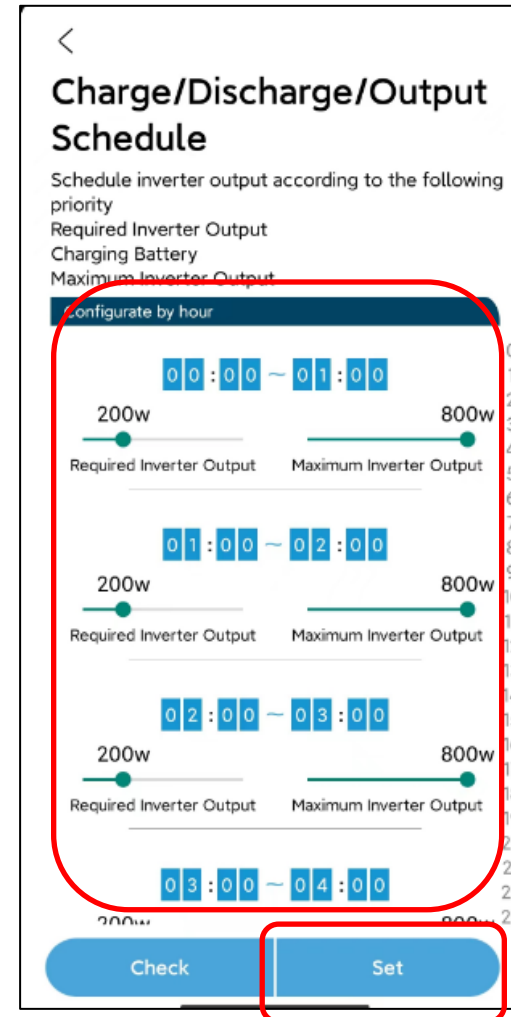 Charge/Discharge/Output
Schedule
Schedule inverter output according to the following
priority
Required Inverter Output
Charging Battery
Maximum Inverter Output
Configurate by hour
00:00 ~ 01:00
200w 800w
Required Inverter Output Maximum Inverter Output
01:00 ~ 02:00
200w 800w
Required Inverter Output Maximum Inverter Output
02:00 ~ 03:00
200w 800w
Required Inverter Output Maximum Inverter Output
03:00 ~ 04:00
200w 800w
Check Set